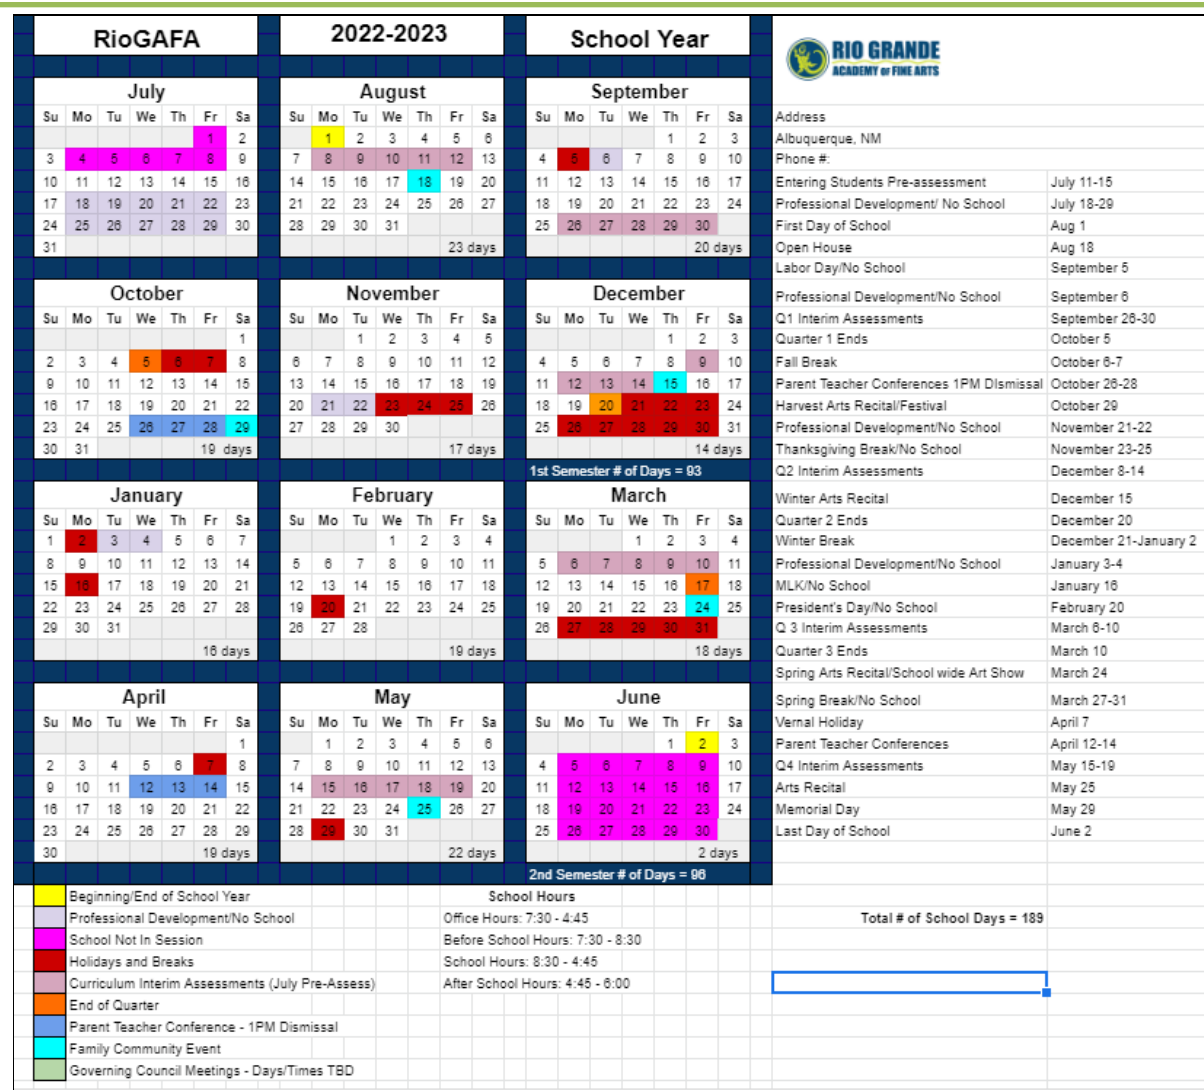 RioGAFA
2022-2023
School Year
July
Su Mo Tu We Th Fr Sa
1 2
3 4 5 6 7 8 9
10 11 12 13 14 15 16
17 18 19 20 21 22 23
24 25 26 27 28 29 30
31
August
Su Mo Tu We Th Fr Sa
1 2 3 4 5 6
7 8 9 10 11 12 13
14 15 16 17 18 19 20
21 22 23 24 25 26 27
28 29 30 31
23 days
September
Su Mo Tu We Th Fr Sa
1 2 3
4 5 6 7 8 9 10
11 12 13 14 15 16 17
18 19 20 21 22 23 24
25 26 27 28 29 30
20 days
October
Su Mo Tu We Th Fr Sa
1
2 3 4 5 6 7 8
9 10 11 12 13 14 15
16 17 18 19 20 21 22
23 24 25 26 27 28 29
30 31 19 days
November
Su Mo Tu We Th Fr Sa
1 2 3 4 5
6 7 8 9 10 11 12
13 14 15 16 17 18 19
20 21 22 23 24 25 26
27 28 29 30
17 days
December
Su Mo Tu We Th Fr Sa
1 2 3
4 5 6 7 8 9 10
11 12 13 14 15 16 17
18 19 20 21 22 23 24
25 26 27 28 29 30 31
14 days
1st Semester # of Days = 93
January
Su Mo Tu We Th Fr Sa
1 2 3 4 5 6 7
8 9 10 11 12 13 14
15 16 17 18 19 20 21
22 23 24 25 26 27 28
29 30 31
16 days
February
Su Mo Tu We Th Fr Sa
1 2 3 4
5 6 7 8 9 10 11
12 13 14 15 16 17 18
19 20 21 22 23 24 25
26 27 28
19 days
March
Su Mo Tu We Th Fr Sa
1 2 3 4
5 6 7 8 9 10 11
12 13 14 15 16 17 18
19 20 21 22 23 24 25
26 27 28 29 30 31
18 days
April
Su Mo Tu We Th Fr Sa
1
2 3 4 5 6 7 8
9 10 11 12 13 14 15
16 17 18 19 20 21 22
23 24 25 26 27 28 29
30 19 days
May
Su Mo Tu We Th Fr Sa
1 2 3 4 5 6
7 8 9 10 11 12 13
14 15 16 17 18 19 20
21 22 23 24 25 26 27
28 29 30 31
22 days
June
Su Mo Tu We Th Fr Sa
1 2 3
4 5 6 7 8 9 10
11 12 13 14 15 16 17
18 19 20 21 22 23 24
25 26 27 28 29 30
2 days
2nd Semester # of Days = 96
RIO GRANDE
ACADEMY OF FINE ARTS
Address
Albuquerque, NM
Phone #:
Entering Students Pre-assessment July 11-15
Professional Development/ No School July 18-29
First Day of School Aug 1
Open House Aug 18
Labor Day/No School September 5
Professional Development/No School September 6
Q1 Interim Assessments September 26-30
Quarter 1 Ends October 5
Fall Break October 6-7
Parent Teacher Conferences 1PM DIsmissal October 26-28
Harvest Arts Recital/Festival October 29
Professional Development/No School November 21-22
Thanksgiving Break/No School November 23-25
Q2 Interim Assessments December 8-14
Winter Arts Recital December 15
Quarter 2 Ends December 20
Winter Break December 21-January 2
Professional Development/No School January 3-4
MLK/No School January 16
President's Day/No School February 20
Q 3 Interim Assessments March 6-10
Quarter 3 Ends March 10
Spring Arts Recital/School wide Art Show March 24
Spring Break/No School March 27-31
Vernal Holiday April 7
Parent Teacher Conferences April 12-14
Q4 Interim Assessments May 15-19
Arts Recital May 25
Memorial Day May 29
Last Day of School June 2
Beginning/End of School Year
Professional Development/No School
School Not In Session
Holidays and Breaks
Curriculum Interim Assessments (July Pre-Assess)
End of Quarter
Parent Teacher Conference - 1PM Dismissal
Family Community Event
Governing Council Meetings - Days/Times TBD
School Hours
Office Hours: 7:30 - 4:45
Before School Hours: 7:30 - 8:30
School Hours: 8:30 - 4:45
After School Hours: 4:45 - 6:00
Total # of School Days = 189